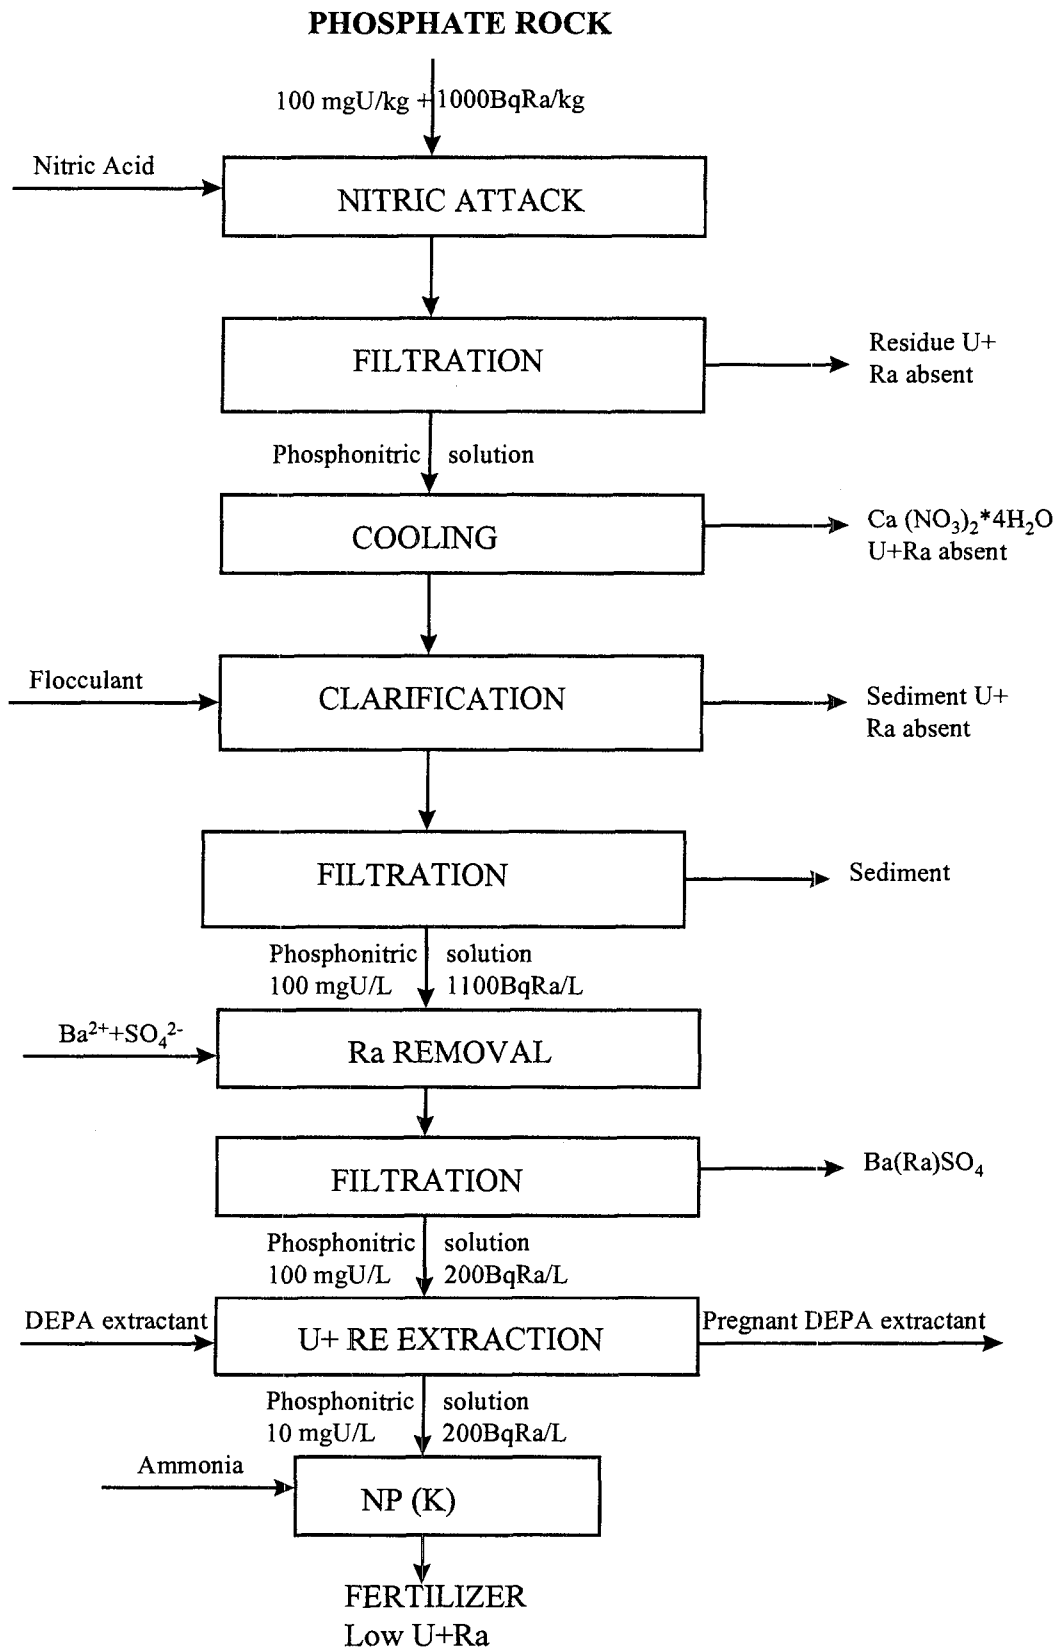 PHOSPHATE ROCK
100 mgU/kg + 1000BqRa/kg
Nitric Acid
NITRIC ATTACK
FILTRATION
Residue U+
Ra absent
Phosphonitric solution
COOLING
Ca (NO₃)₂*4H₂O
U+Ra absent
Flocculant
CLARIFICATION
Sediment U+
Ra absent
FILTRATION
Sediment
Phosphonitric solution
100 mgU/L 1100BqRa/L
Ba²⁺+SO₄²⁻
Ra REMOVAL
FILTRATION
Ba(Ra)SO₄
Phosphonitric solution
100 mgU/L 200BqRa/L
DEPA extractant
U+ RE EXTRACTION
Pregnant DEPA extractant
Phosphonitric solution
10 mgU/L 200BqRa/L
Ammonia
NP (K)
FERTILIZER
Low U+Ra